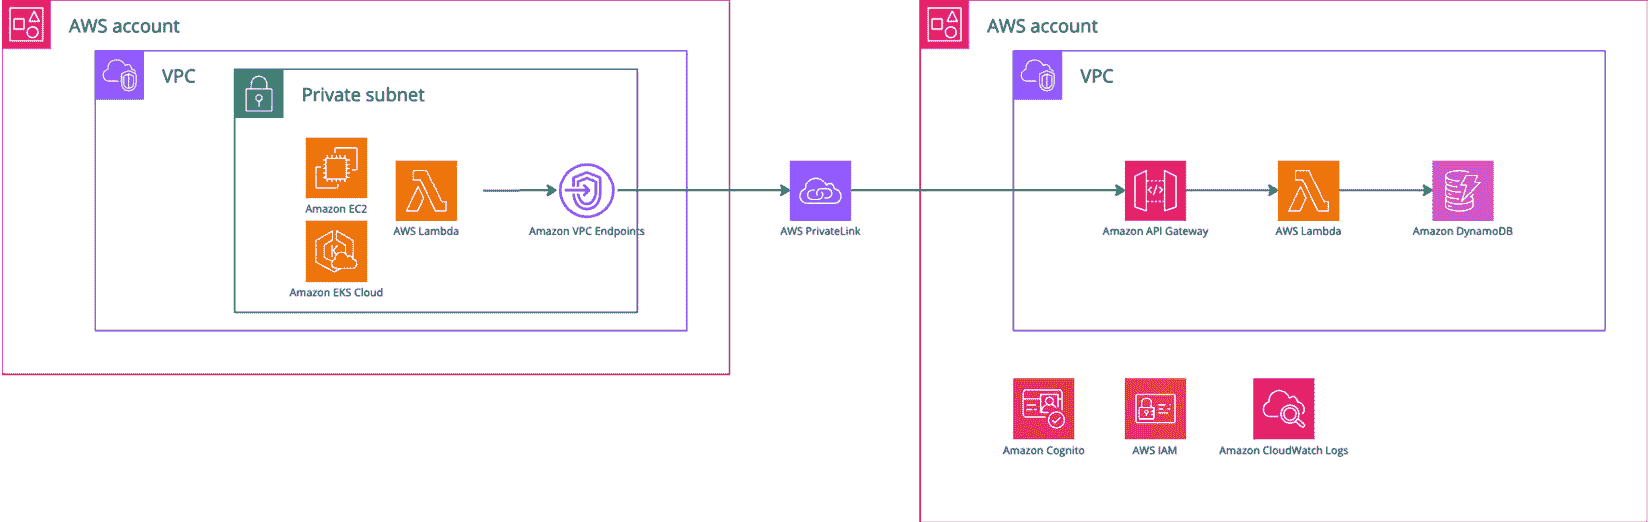 AWS account
VPC
Private subnet
Amazon EC2
AWS Lambda
Amazon EKS Cloud
Amazon VPC Endpoints
AWS PrivateLink
AWS account
VPC
Amazon API Gateway
AWS Lambda
Amazon DynamoDB
Amazon Cognito
AWS IAM
Amazon CloudWatch Logs